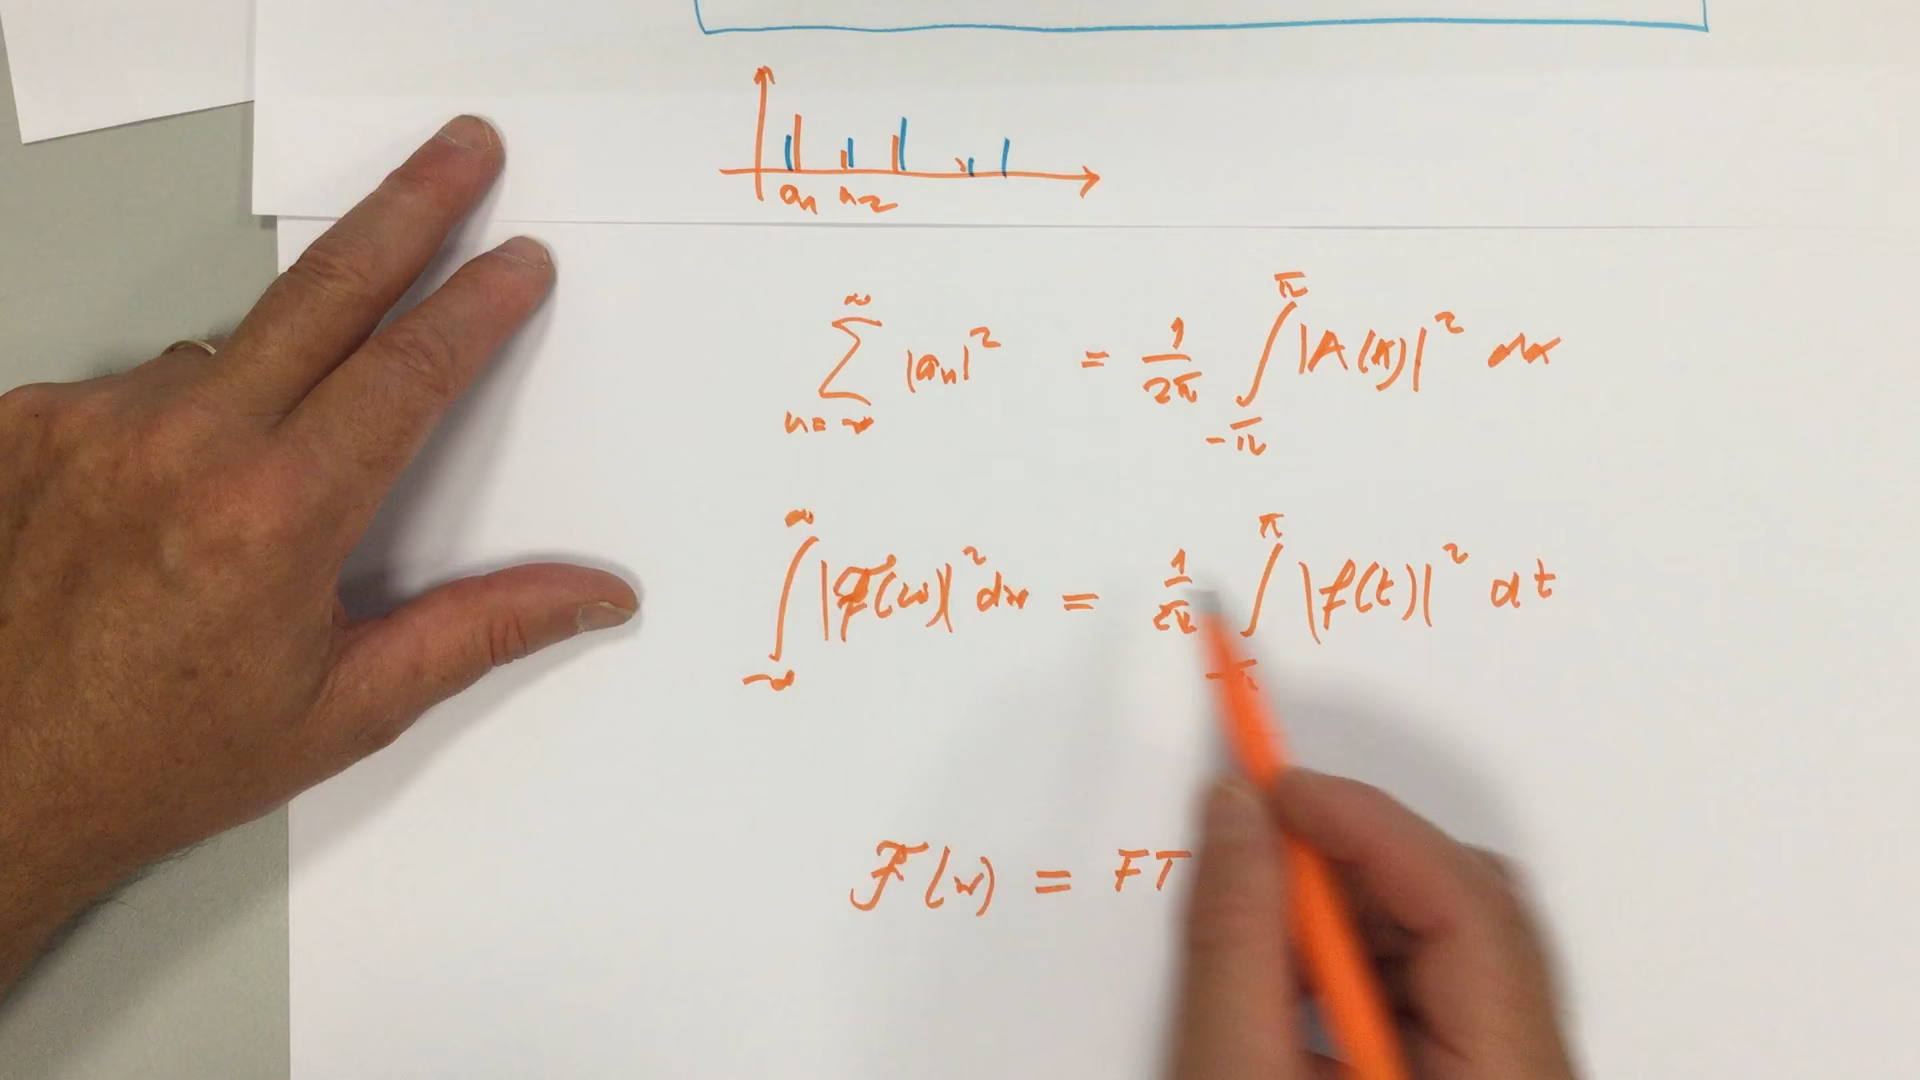 a₁ a₂
∞ ∑ n=-∞ |aₙ|² = 1/2π ∫ π -π |A(x)|² dx
∞ ∫ -∞ |F(ω)|² dω = 1/2π ∫ π -π |f(t)|² dt
F(ω) = FT